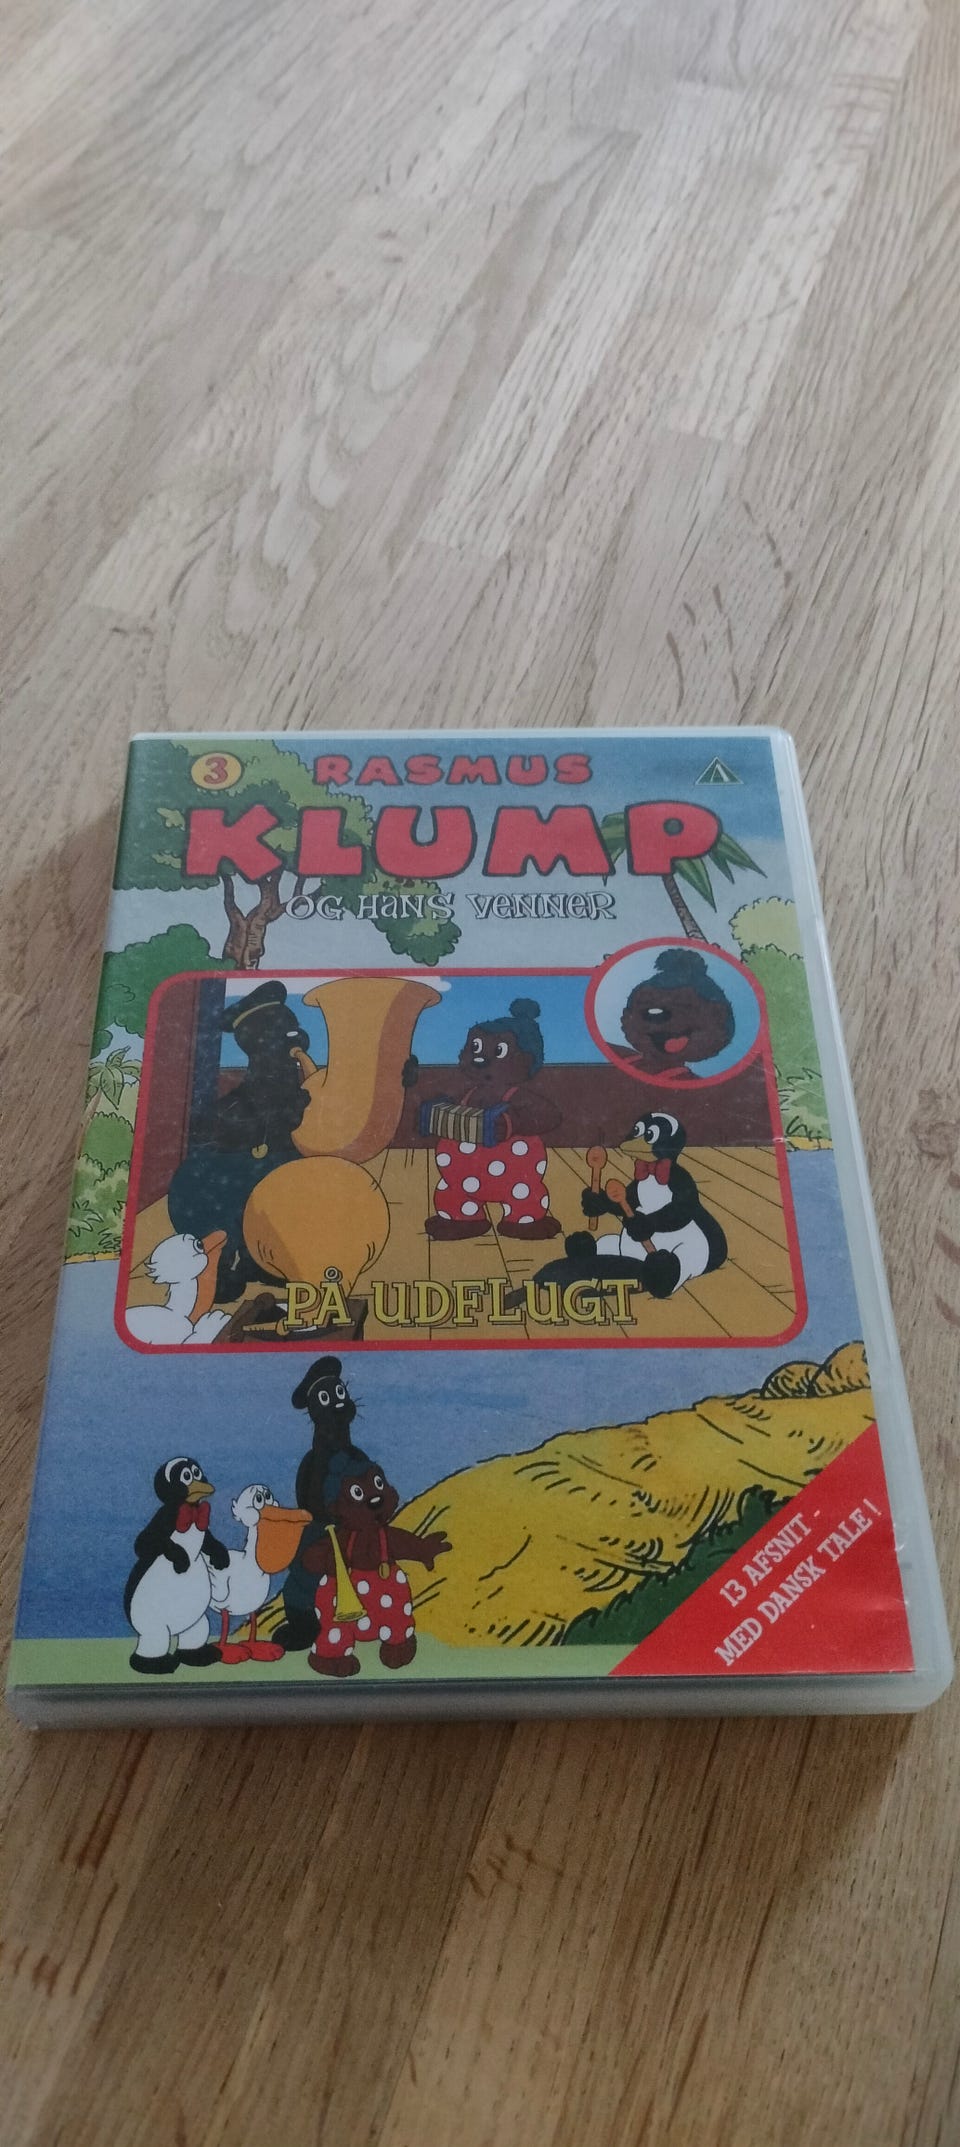 3
RASMUS
KLUMP
OG HANS VENNER
PÅ UDFLUGT
13 AFSNIT -
MED DANSK TALE!